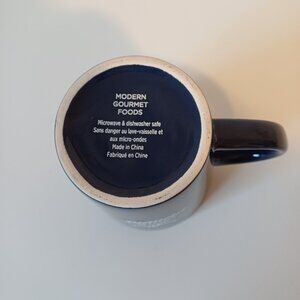 MODERN
GOURMET
FOODS
Microwave & dishwasher safe
Sans danger au lave-vaisselle et
aux micro-ondes
Made in China
Fabriqué en Chine